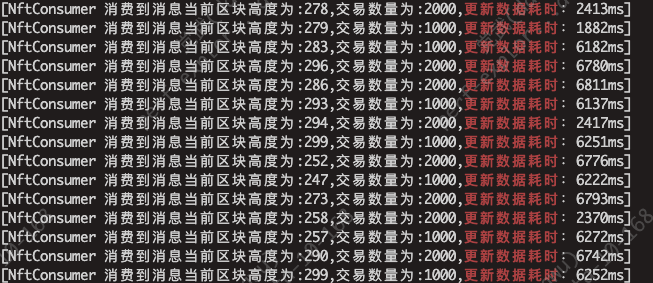 [NftConsumer 消费到消息当前区块高度为:278,交易数量为:2000,更新数据耗时: 2413ms]
[NftConsumer 消费到消息当前区块高度为:279,交易数量为:1000,更新数据耗时: 1882ms]
[NftConsumer 消费到消息当前区块高度为:283,交易数量为:1000,更新数据耗时: 6182ms]
[NftConsumer 消费到消息当前区块高度为:296,交易数量为:2000,更新数据耗时: 6780ms]
[NftConsumer 消费到消息当前区块高度为:286,交易数量为:2000,更新数据耗时: 6811ms]
[NftConsumer 消费到消息当前区块高度为:293,交易数量为:1000,更新数据耗时: 6137ms]
[NftConsumer 消费到消息当前区块高度为:294,交易数量为:2000,更新数据耗时: 2417ms]
[NftConsumer 消费到消息当前区块高度为:299,交易数量为:1000,更新数据耗时: 6251ms]
[NftConsumer 消费到消息当前区块高度为:252,交易数量为:2000,更新数据耗时: 6776ms]
[NftConsumer 消费到消息当前区块高度为:247,交易数量为:1000,更新数据耗时: 6222ms]
[NftConsumer 消费到消息当前区块高度为:273,交易数量为:2000,更新数据耗时: 6793ms]
[NftConsumer 消费到消息当前区块高度为:258,交易数量为:2000,更新数据耗时: 2370ms]
[NftConsumer 消费到消息当前区块高度为:257,交易数量为:1000,更新数据耗时: 6272ms]
[NftConsumer 消费到消息当前区块高度为:290,交易数量为:2000,更新数据耗时: 6742ms]
[NftConsumer 消费到消息当前区块高度为:299,交易数量为:1000,更新数据耗时: 6252ms]